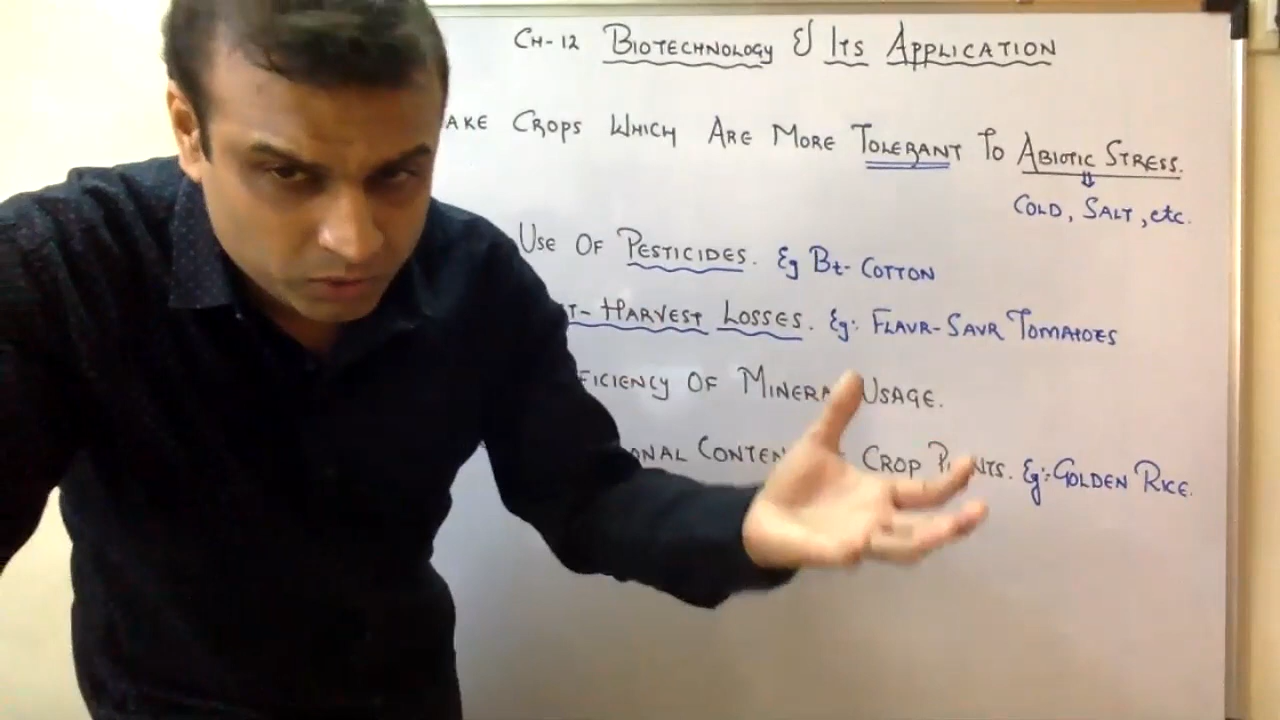 CH-12 BIOTECHNOLOGY & ITS APPLICATION
AKE CROPS WHICH ARE MORE TOLERANT TO ABIOTIC STRESS.
COLD, SALT, etc.
USE OF PESTICIDES. Eg Bt-COTTON
T-HARVEST LOSSES. Eg: FLAVR-SAVR TOMATOES
FICIENCY OF MINERA USAGE.
ONAL CONTEN CROP P NTS. Eg:-GOLDEN RICE.